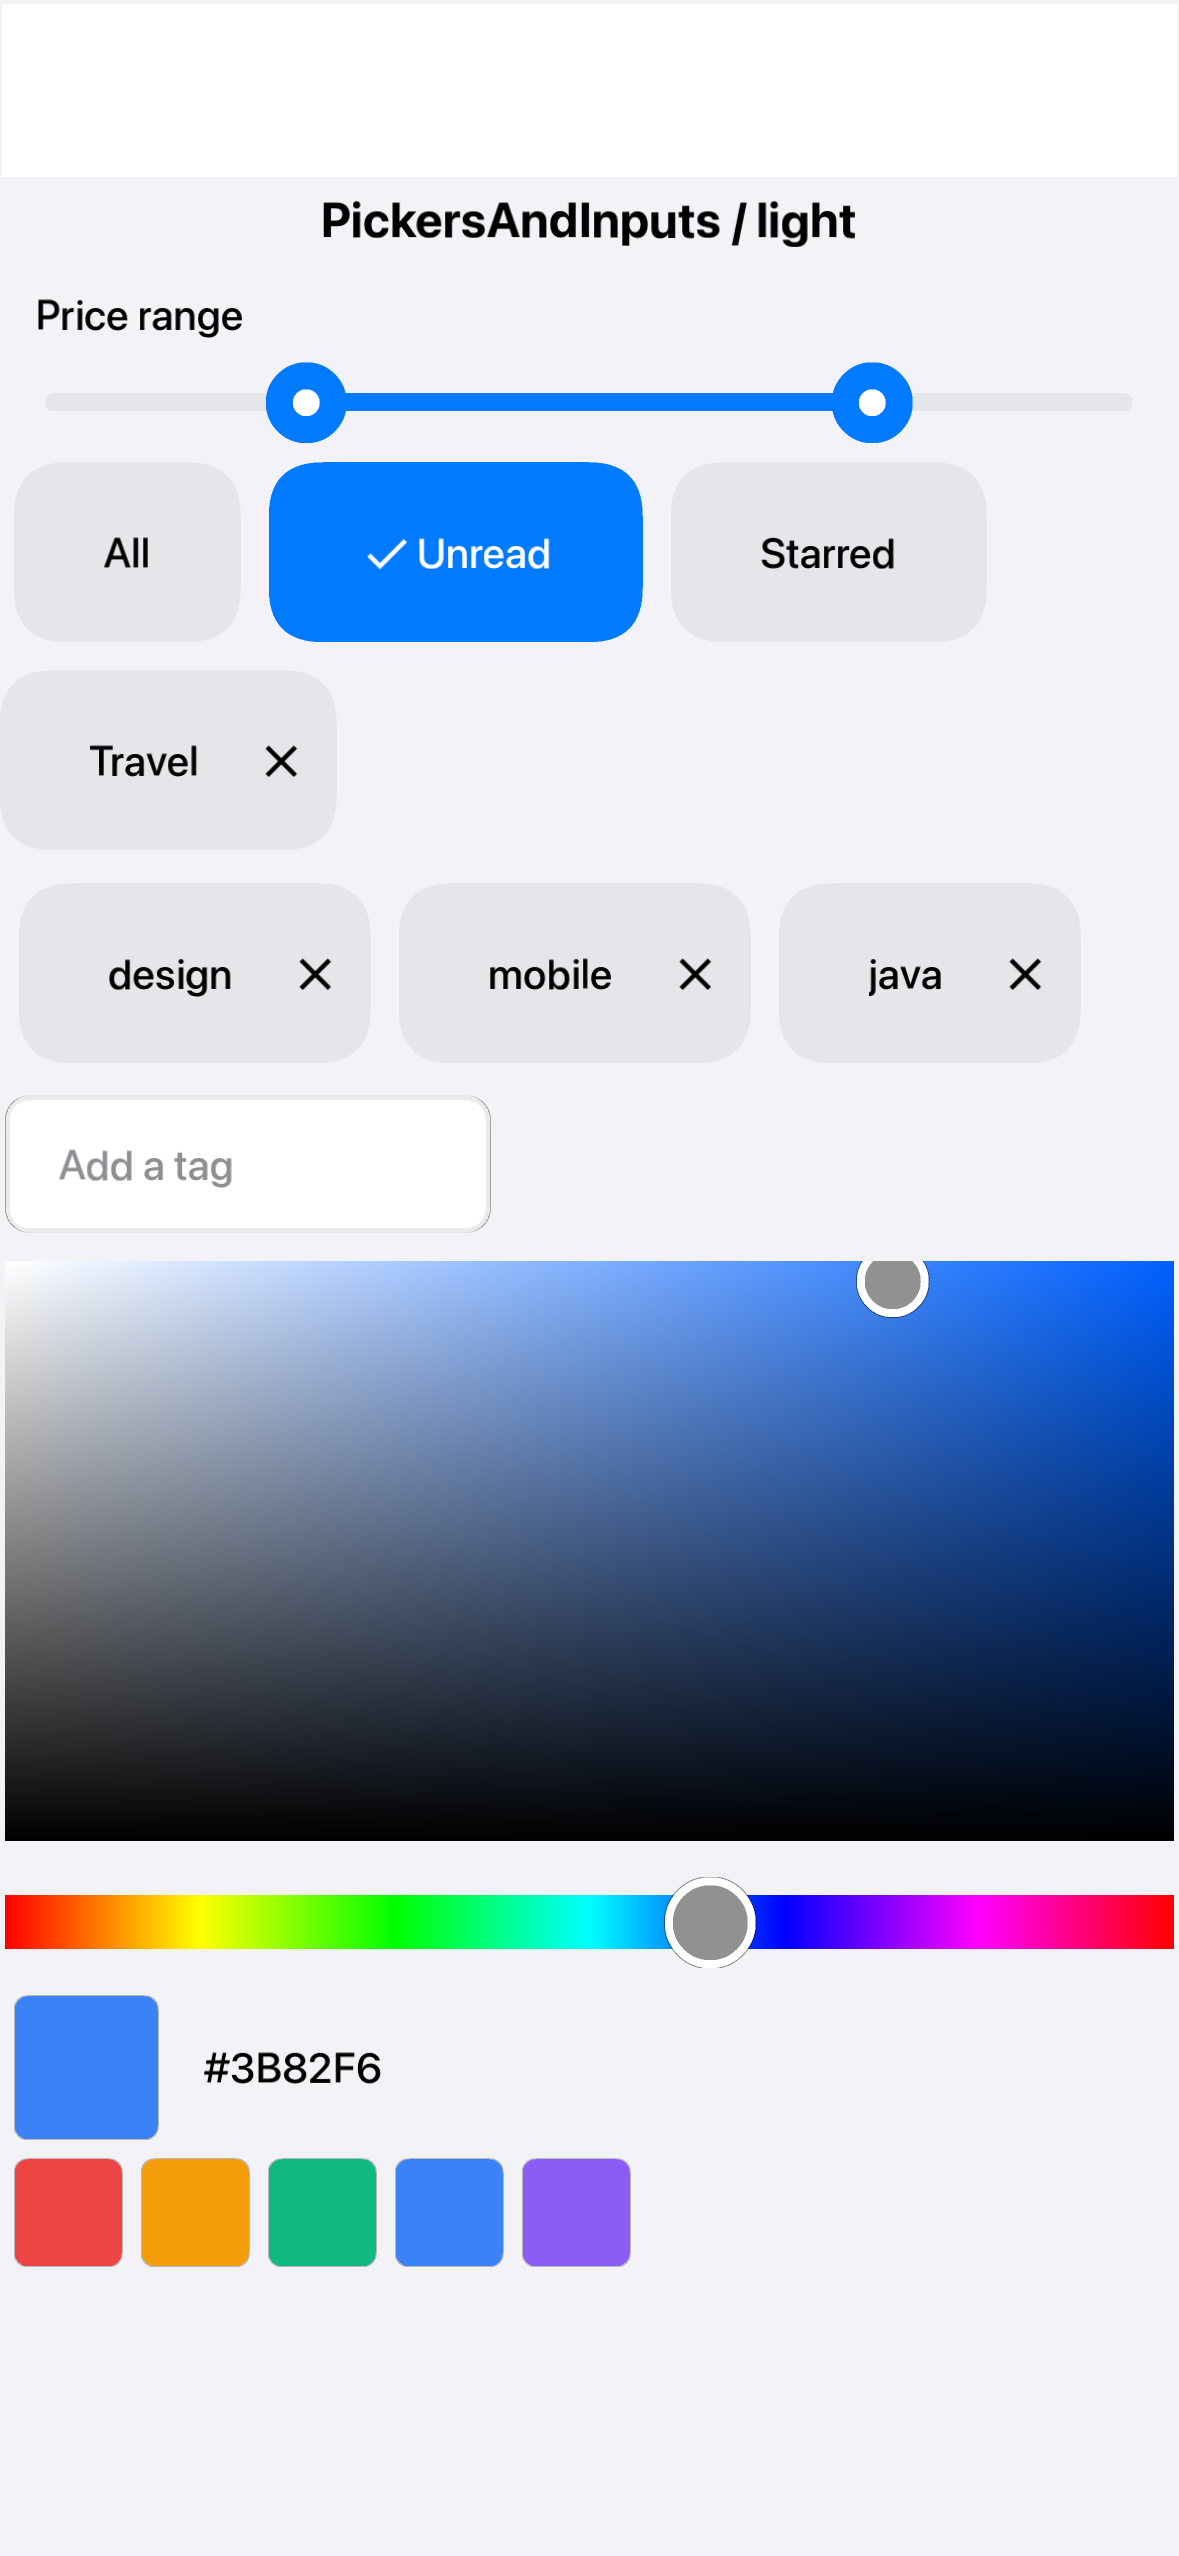 PickersAndInputs / light
Price range
All
Unread
Starred
Travel
design
mobile
java
Add a tag
#3B82F6